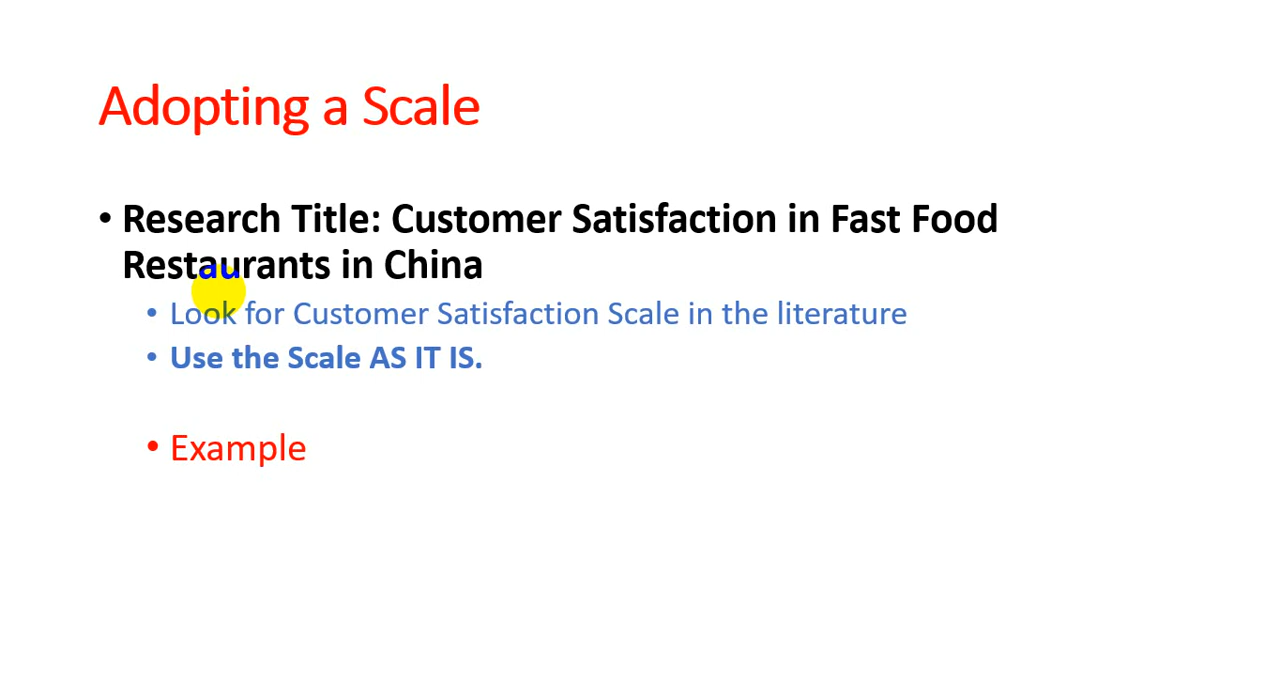 Adopting a Scale
• Research Title: Customer Satisfaction in Fast Food
Restaurants in China
• Look for Customer Satisfaction Scale in the literature
• Use the Scale AS IT IS.
• Example